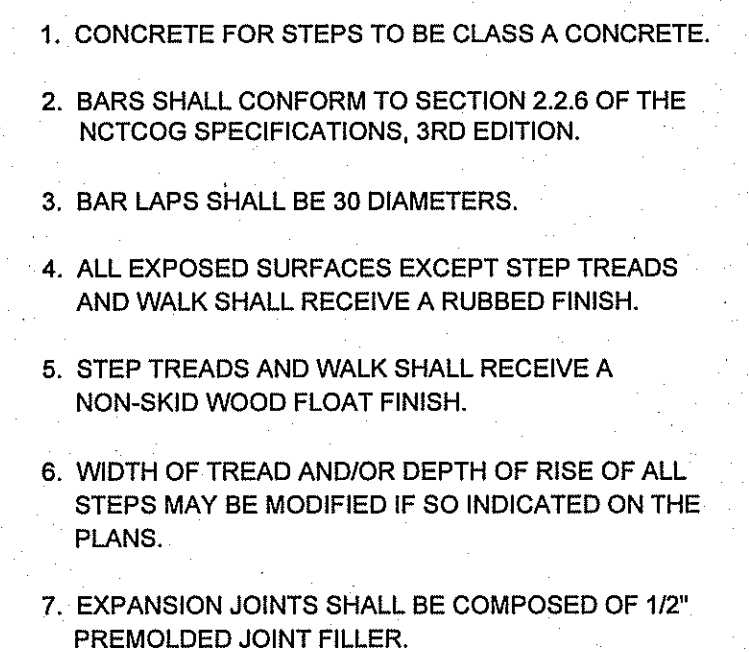 1. CONCRETE FOR STEPS TO BE CLASS A CONCRETE.
2. BARS SHALL CONFORM TO SECTION 2.2.6 OF THE
NCTCOG SPECIFICATIONS, 3RD EDITION.
3. BAR LAPS SHALL BE 30 DIAMETERS.
4. ALL EXPOSED SURFACES EXCEPT STEP TREADS
AND WALK SHALL RECEIVE A RUBBED FINISH.
5. STEP TREADS AND WALK SHALL RECEIVE A
NON-SKID WOOD FLOAT FINISH.
6. WIDTH OF TREAD AND/OR DEPTH OF RISE OF ALL
STEPS MAY BE MODIFIED IF SO INDICATED ON THE
PLANS.
7. EXPANSION JOINTS SHALL BE COMPOSED OF 1/2"
PREMOLDED JOINT FILLER.